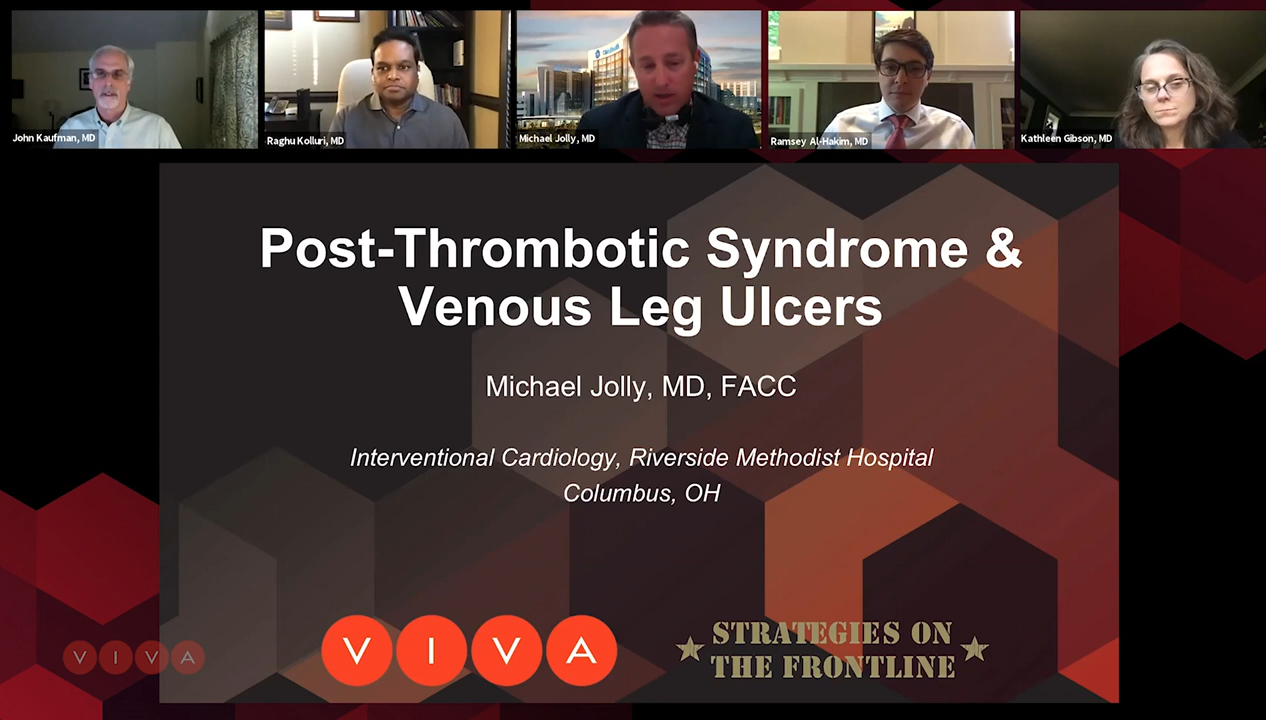 John Kaufman, MD
Raghu Kolluri, MD
Michael Jolly, MD
Ramsey Al-Hakim, MD
Kathleen Gibson, MD
Post-Thrombotic Syndrome &
Venous Leg Ulcers
Michael Jolly, MD, FACC
Interventional Cardiology, Riverside Methodist Hospital
Columbus, OH
VIVA
STRATEGIES ON
THE FRONTLINE
VIVA